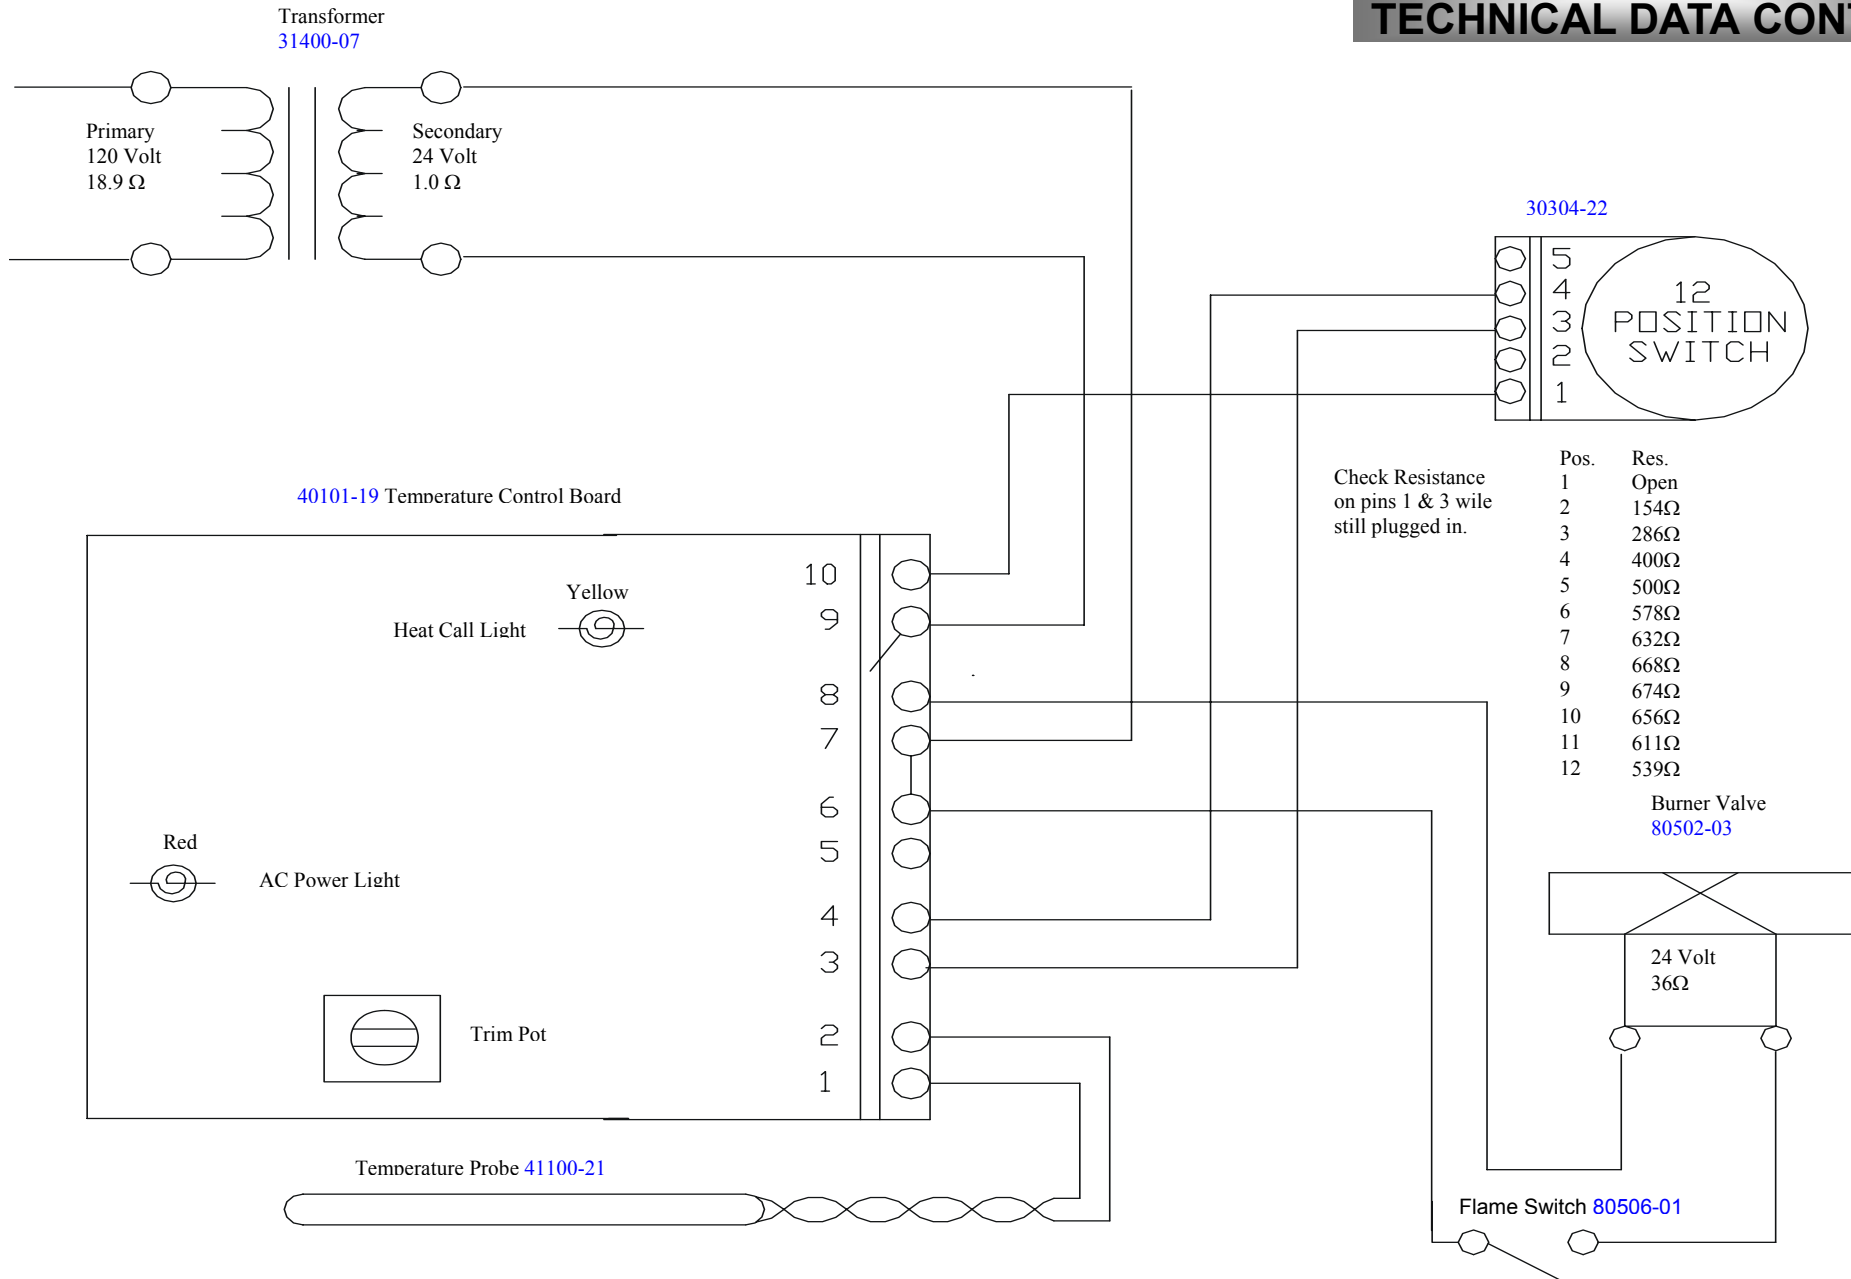 TECHNICAL DATA CON
Transformer
31400-07
Primary
120 Volt
18.9 Ω
Secondary
24 Volt
1.0 Ω
30304-22
5
4
3
2
1
12
POSITION
SWITCH
Check Resistance
on pins 1 & 3 wile
still plugged in.
Pos. Res.
1 Open
2 154Ω
3 286Ω
4 400Ω
5 500Ω
6 578Ω
7 632Ω
8 668Ω
9 674Ω
10 656Ω
11 611Ω
12 539Ω
40101-19 Temperature Control Board
Yellow
Heat Call Light
Red
AC Power Light
Trim Pot
10
9
8
7
6
5
4
3
2
1
Burner Valve
80502-03
24 Volt
36Ω
Temperature Probe 41100-21
Flame Switch 80506-01